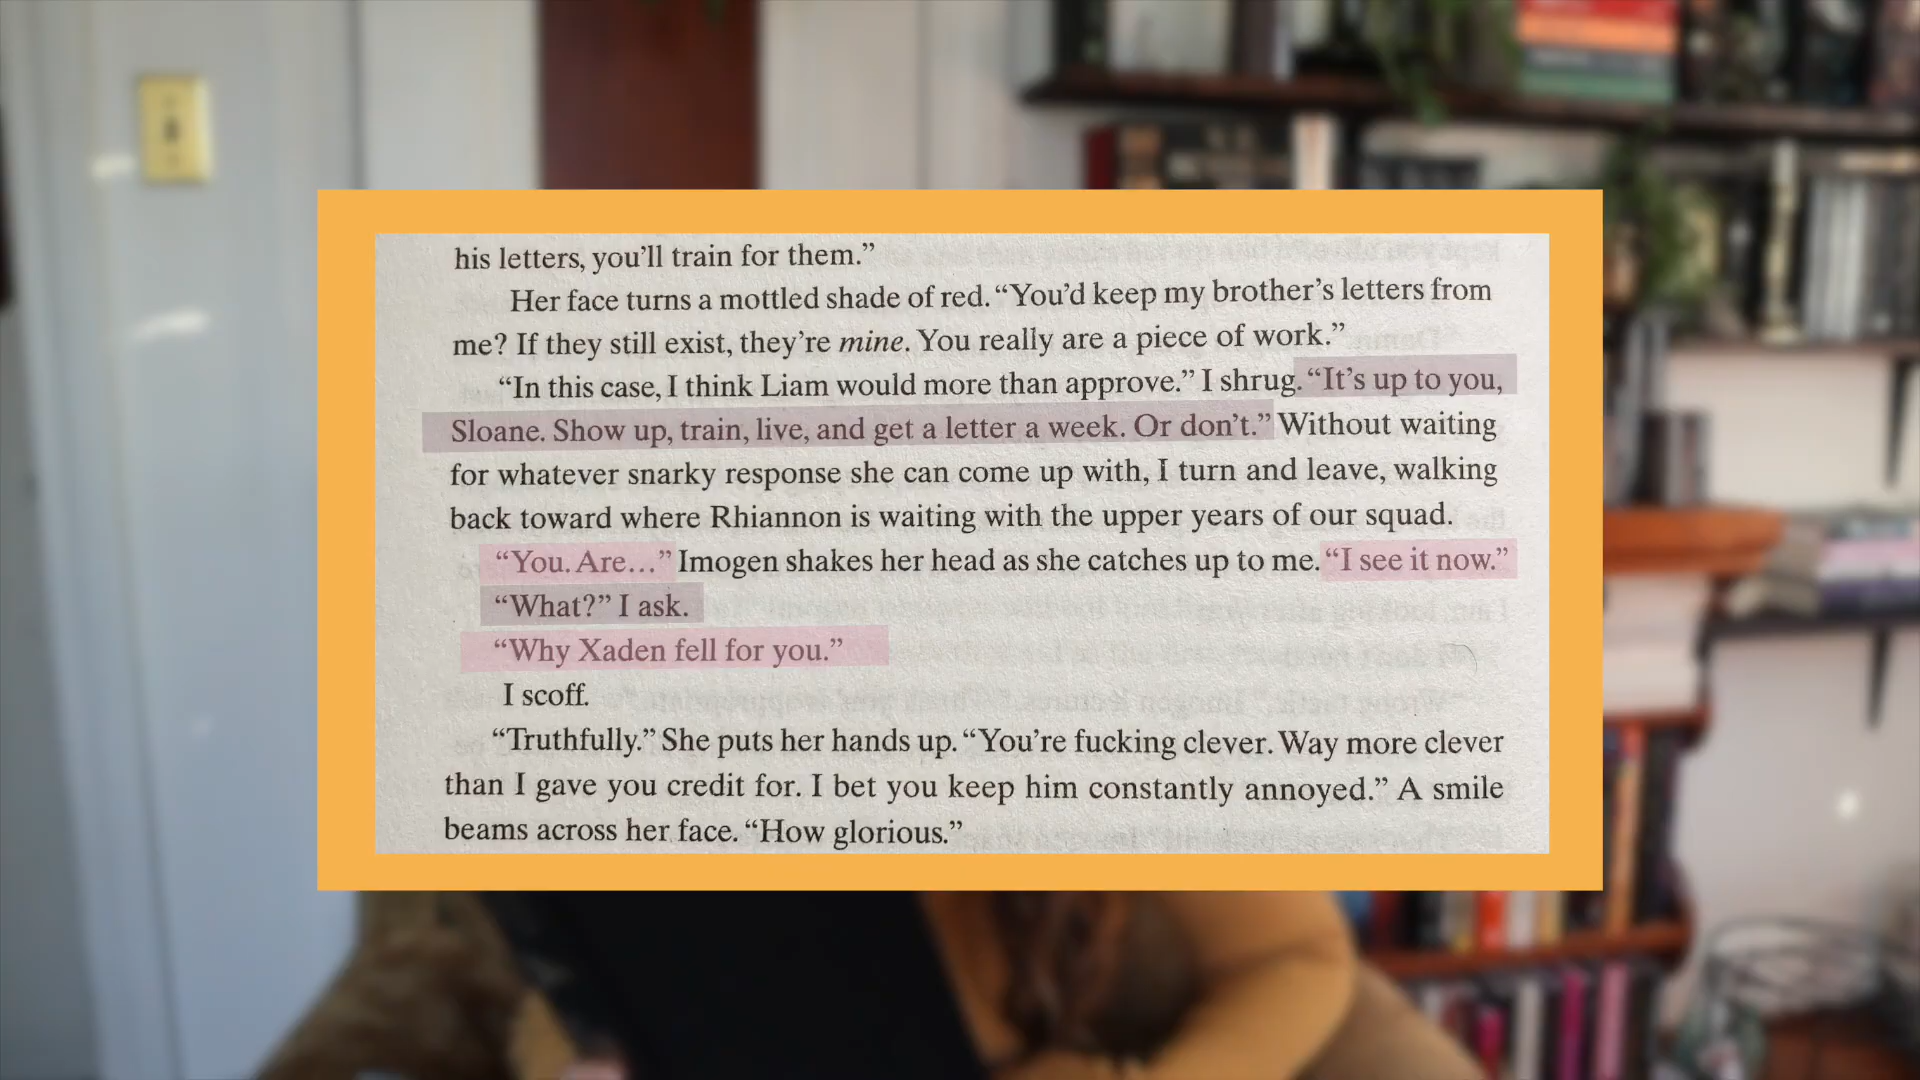 his letters, you’ll train for them.”
Her face turns a mottled shade of red. “You’d keep my brother’s letters from
me? If they still exist, they’re mine. You really are a piece of work.”
“In this case, I think Liam would more than approve.” I shrug. “It’s up to you,
Sloane. Show up, train, live, and get a letter a week. Or don’t.” Without waiting
for whatever snarky response she can come up with, I turn and leave, walking
back toward where Rhiannon is waiting with the upper years of our squad.
“You. Are…” Imogen shakes her head as she catches up to me. “I see it now.”
“What?” I ask.
“Why Xaden fell for you.”
I scoff.
“Truthfully.” She puts her hands up. “You’re fucking clever. Way more clever
than I gave you credit for. I bet you keep him constantly annoyed.” A smile
beams across her face. “How glorious.”